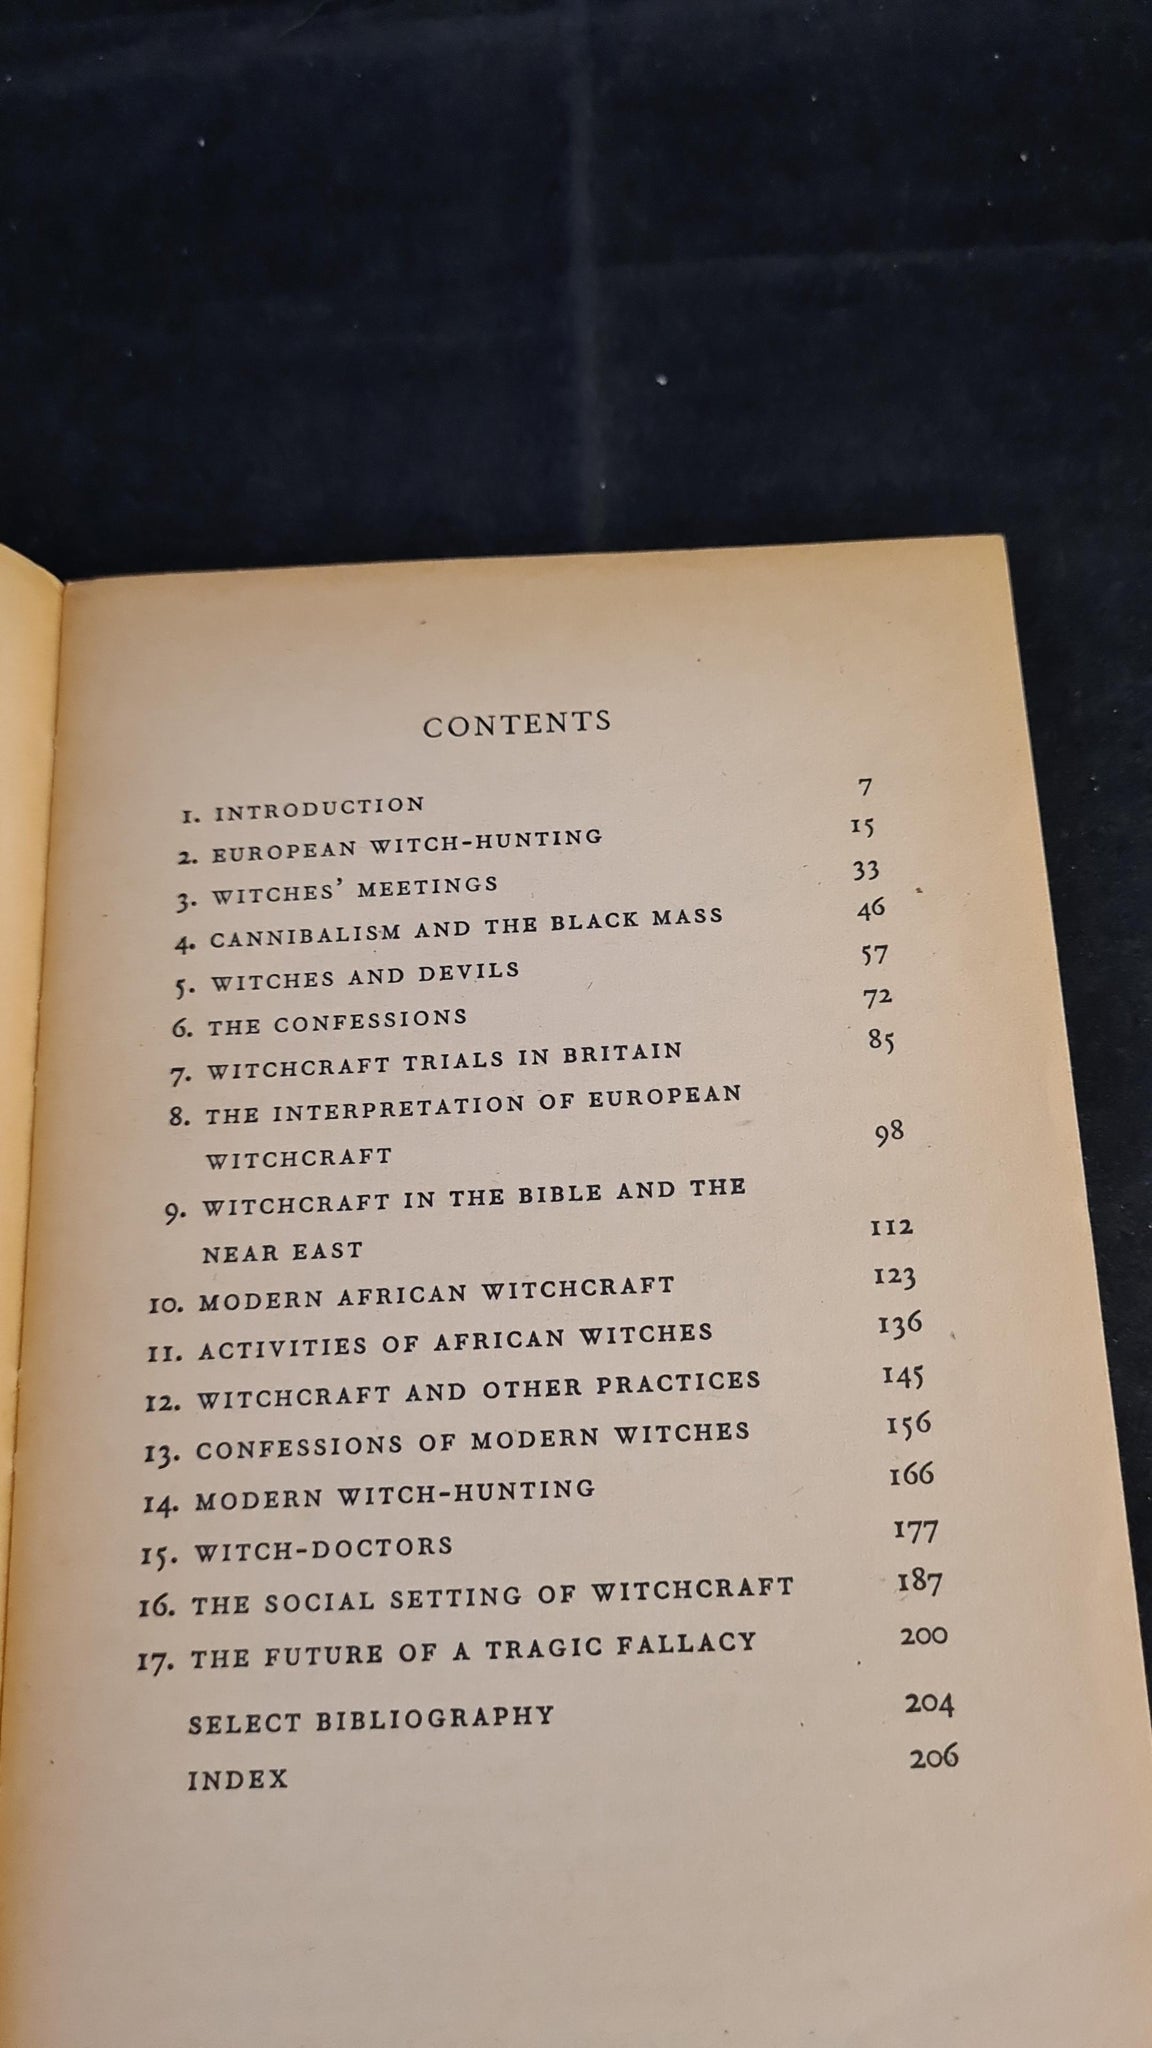 CONTENTS
1. INTRODUCTION 7
2. EUROPEAN WITCH-HUNTING 15
3. WITCHES' MEETINGS 33
4. CANNIBALISM AND THE BLACK MASS 46
5. WITCHES AND DEVILS 57
6. THE CONFESSIONS 72
7. WITCHCRAFT TRIALS IN BRITAIN 85
8. THE INTERPRETATION OF EUROPEAN
WITCHCRAFT 98
9. WITCHCRAFT IN THE BIBLE AND THE
NEAR EAST 112
10. MODERN AFRICAN WITCHCRAFT 123
11. ACTIVITIES OF AFRICAN WITCHES 136
12. WITCHCRAFT AND OTHER PRACTICES 145
13. CONFESSIONS OF MODERN WITCHES 156
14. MODERN WITCH-HUNTING 166
15. WITCH-DOCTORS 177
16. THE SOCIAL SETTING OF WITCHCRAFT 187
17. THE FUTURE OF A TRAGIC FALLACY 200
SELECT BIBLIOGRAPHY 204
INDEX 206